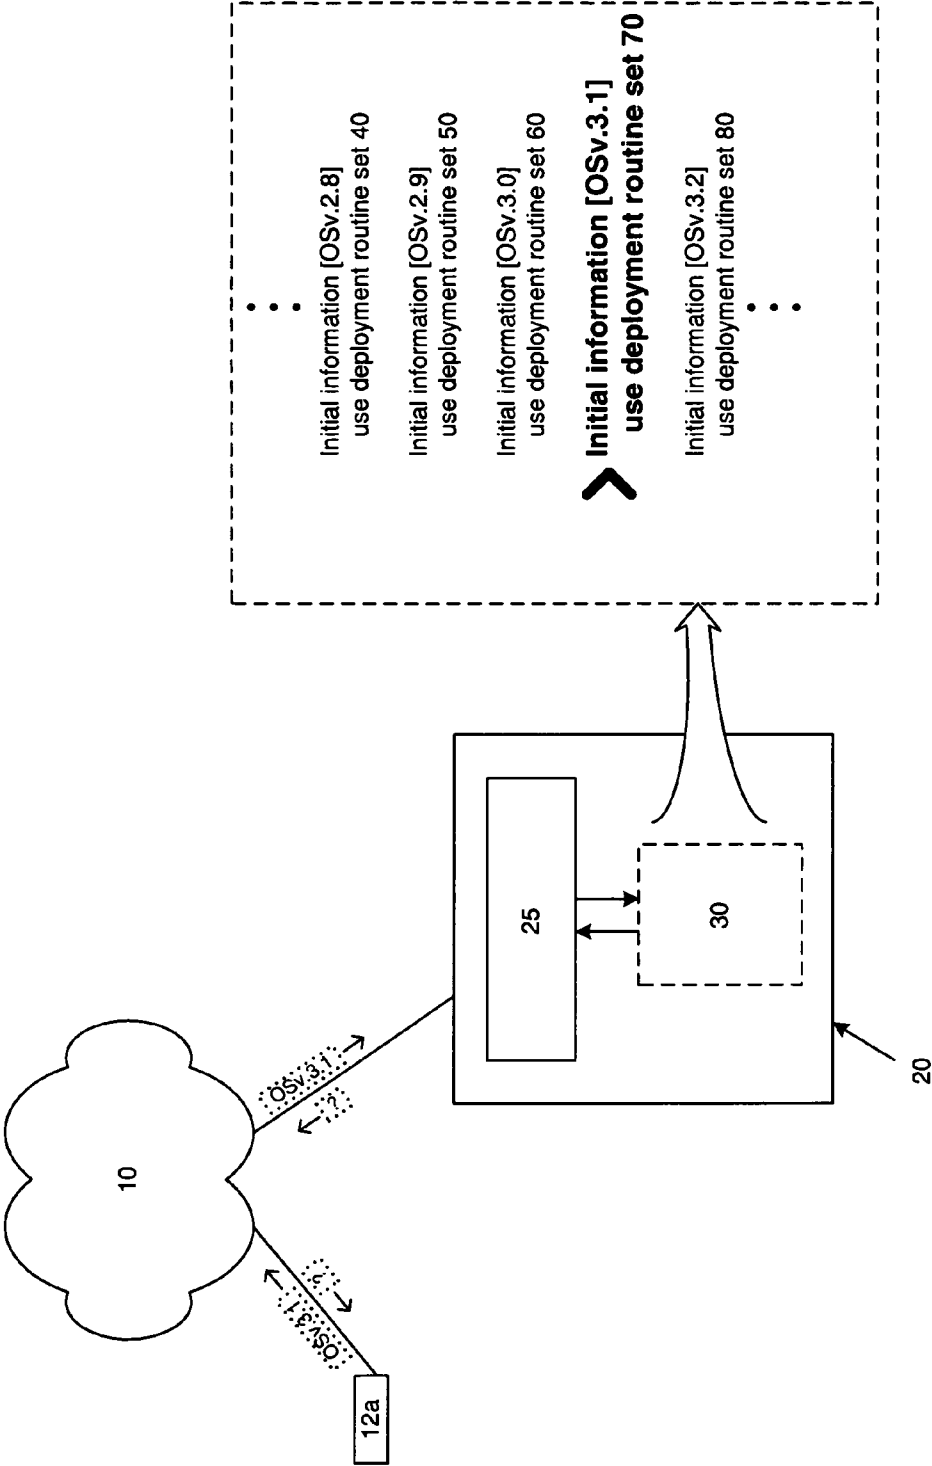 12a
OSv.3.1
?
10
OSv.3.1
?
20
25
30
Initial information [OSv.2.8]
use deployment routine set 40
Initial information [OSv.2.9]
use deployment routine set 50
Initial information [OSv.3.0]
use deployment routine set 60
Initial information [OSv.3.1]
use deployment routine set 70
Initial information [OSv.3.2]
use deployment routine set 80